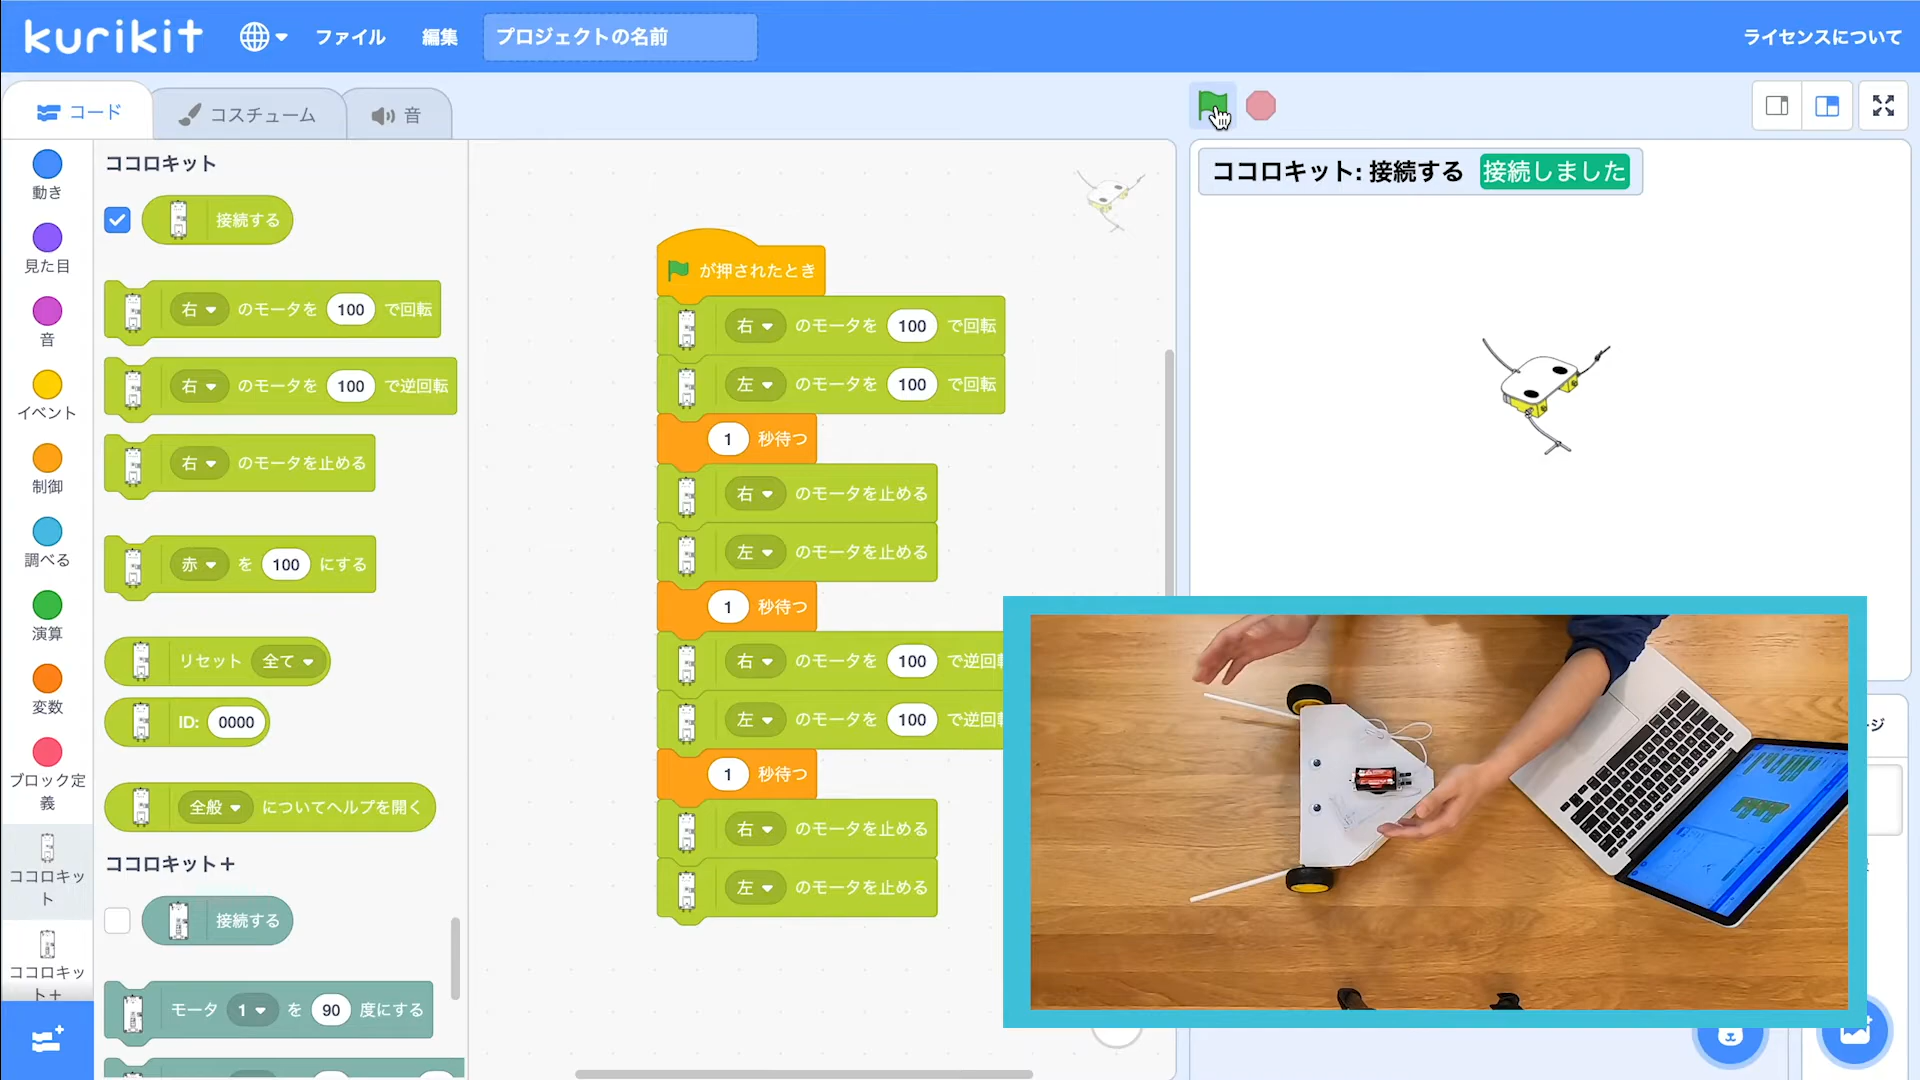 kurikit
ファイル
編集
プロジェクトの名前
ライセンスについて
コード
コスチューム
音
動き
見た目
音
イベント
制御
調べる
演算
変数
ブロック定
義
ココロキッ
ト
ココロキッ
ト+
ココロキット
接続する
右 のモータを 100 で回転
右 のモータを 100 で逆回転
右 のモータを止める
赤 を 100 にする
リセット 全て
ID: 0000
全般 についてヘルプを開く
ココロキット+
接続する
モータ 1 を 90 度にする
が押されたとき
右 のモータを 100 で回転
左 のモータを 100 で回転
1 秒待つ
右 のモータを止める
左 のモータを止める
1 秒待つ
右 のモータを 100 で逆回
左 のモータを 100 で逆回
1 秒待つ
右 のモータを止める
左 のモータを止める
ココロキット: 接続する 接続しました
ジ